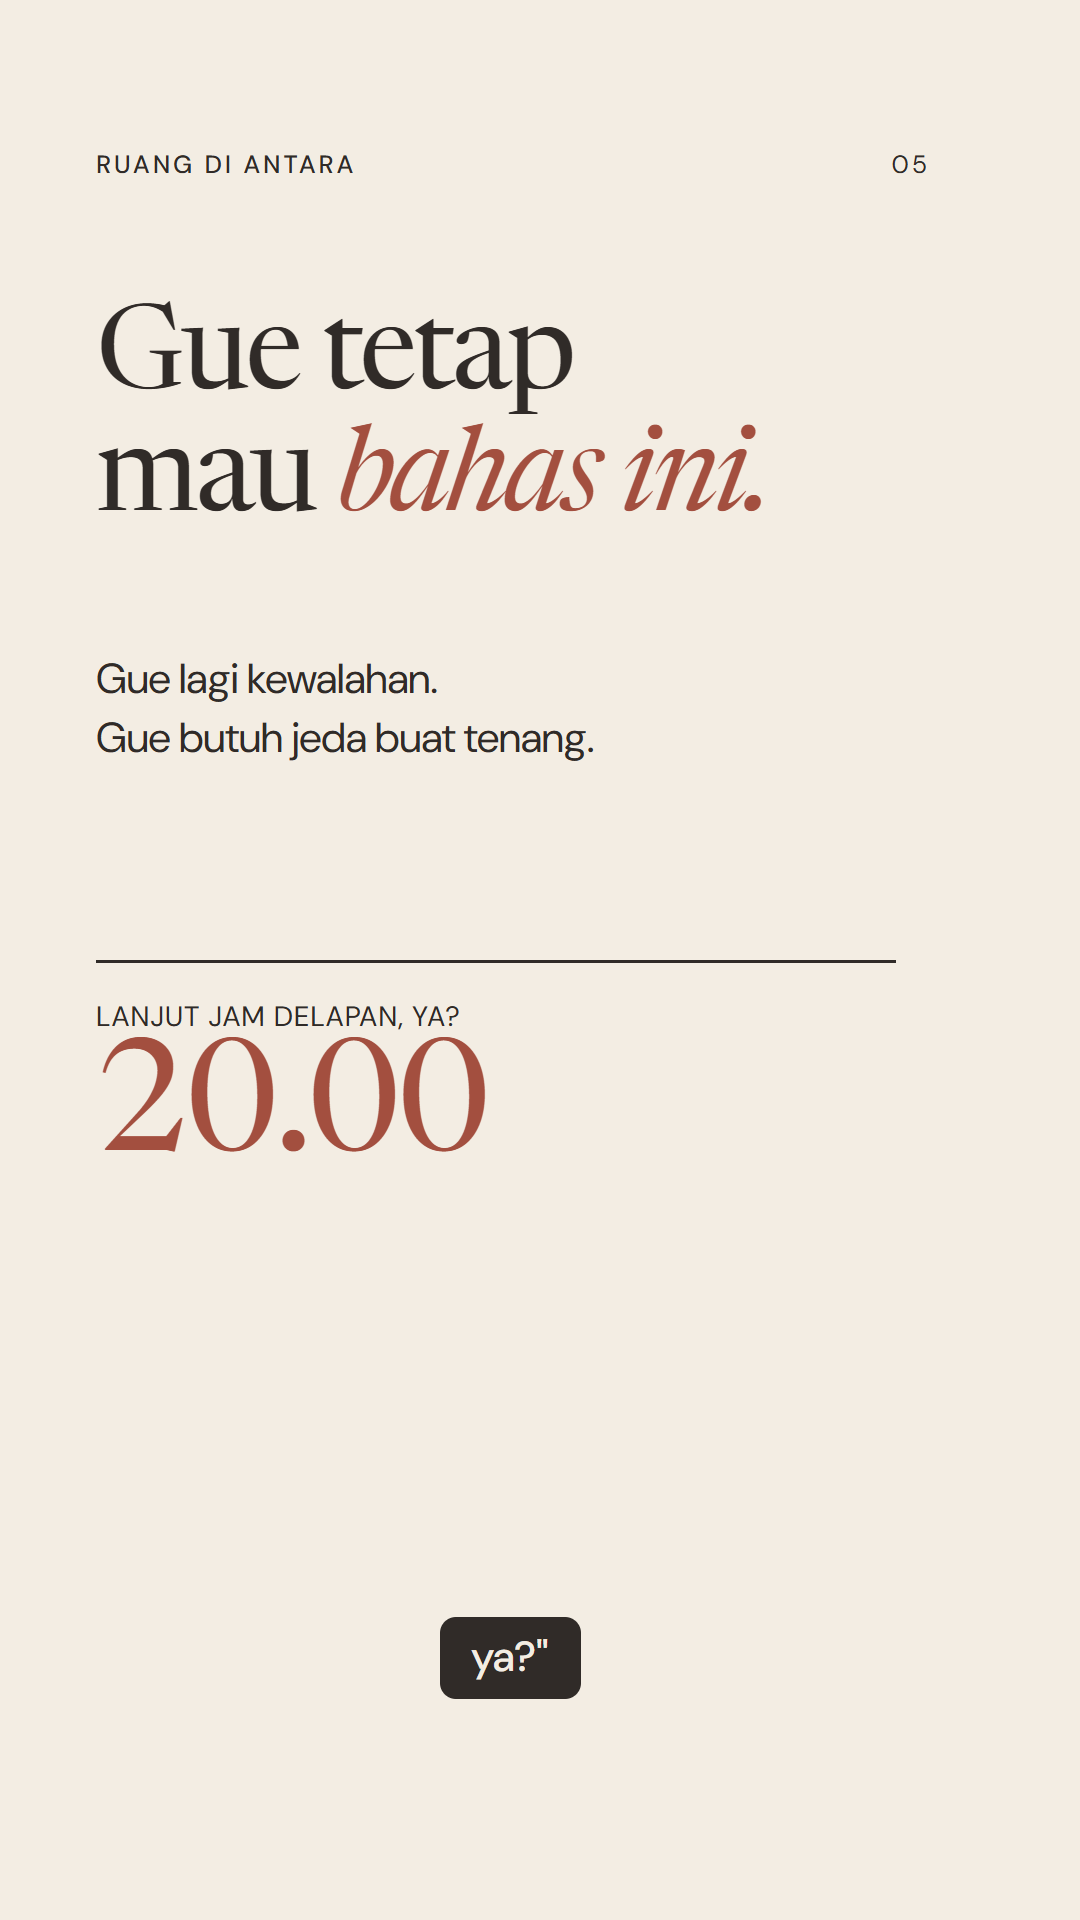 RUANG DI ANTARA
05
Gue tetap
mau bahas ini.
Gue lagi kewalahan.
Gue butuh jeda buat tenang.
LANJUT JAM DELAPAN, YA?
20.00
ya?"